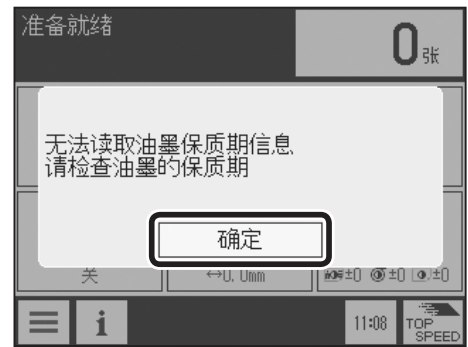 准备就绪
0张
无法读取油墨保质期信息
请检查油墨的保质期
确定
关
↔0.0mm
±0
±0
±0
i
11:08
TOP
SPEED